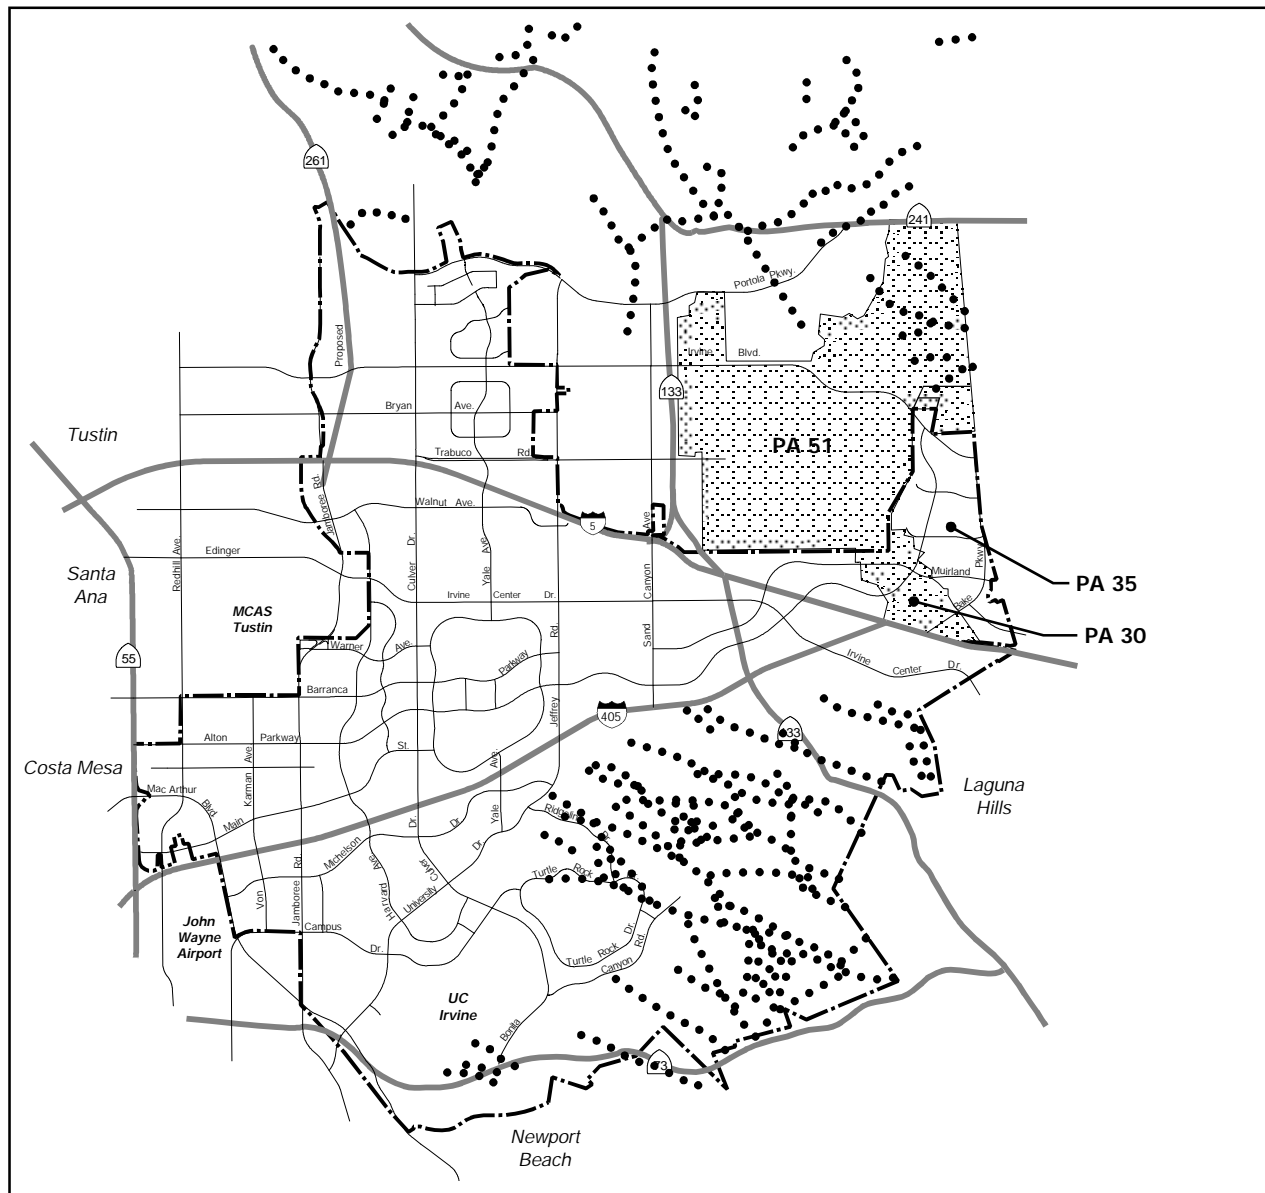 261
241
Portola Pkwy.
Proposed
Irvine Blvd.
133
Bryan Ave.
Tustin
PA 51
Trabuco Rd.
Jamboree Rd.
Walnut Ave.
5
Ave
Redhill Ave.
Edinger
Culver Dr.
Yale Ave
Canyon
Sand
Pkwy
Muirland
PA 35
Santa
Ana
MCAS
Tustin
Irvine Center Dr.
Bake
PA 30
55
Warner Ave.
Rd.
Jeffrey
Parkway
Irvine Center Dr.
Barranca
405
133
Alton Parkway
St.
Costa Mesa
Karman Ave.
Von
Yale Ave.
Laguna
Hills
Mac Arthur
Blvd
Main
Dr.
Dr.
Ridgeline Dr.
Michelson
Dr.
Culver
Turtle Rock Dr.
Jamboree Rd
Harvard Ave
University
John
Wayne
Airport
Campus
Dr.
Turtle Rock Dr.
Canyon Rd.
UC
Irvine
Bonita
73
Newport
Beach